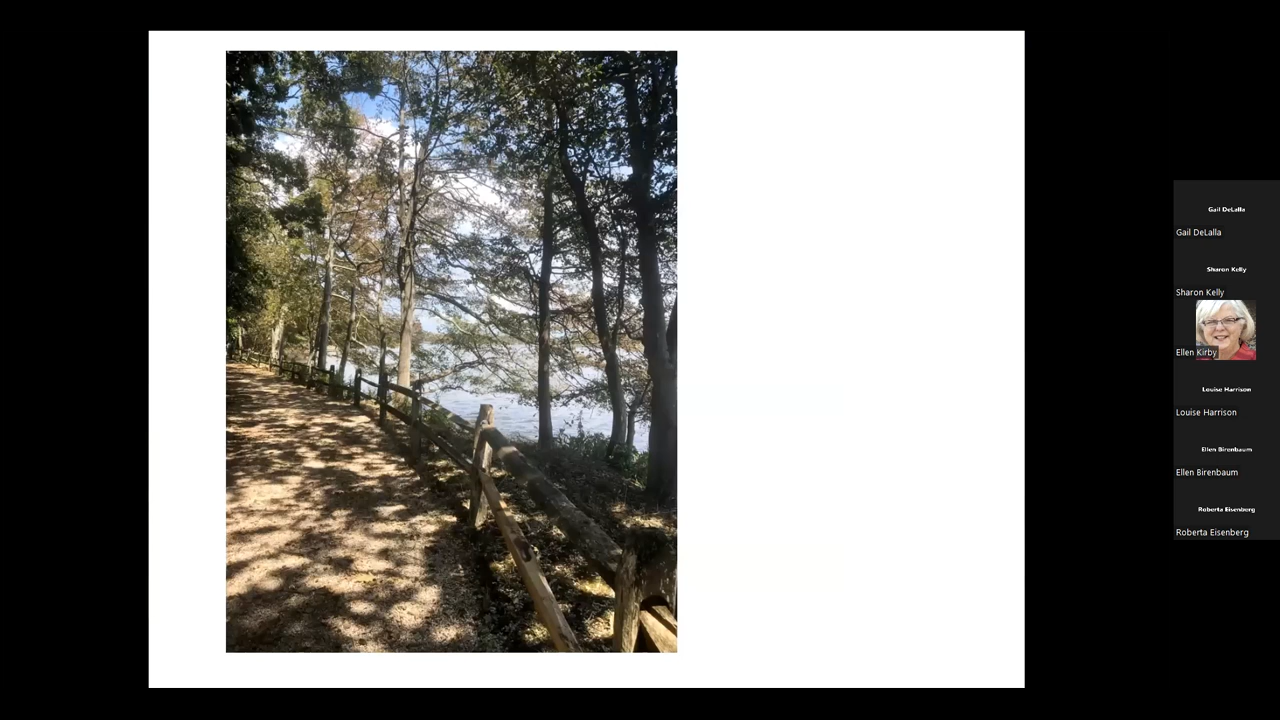 Gail DeLalla
Gail DeLalla
Sharon Kelly
Sharon Kelly
Ellen Kirby
Louise Harrison
Louise Harrison
Ellen Birenbaum
Ellen Birenbaum
Roberta Eisenberg
Roberta Eisenberg